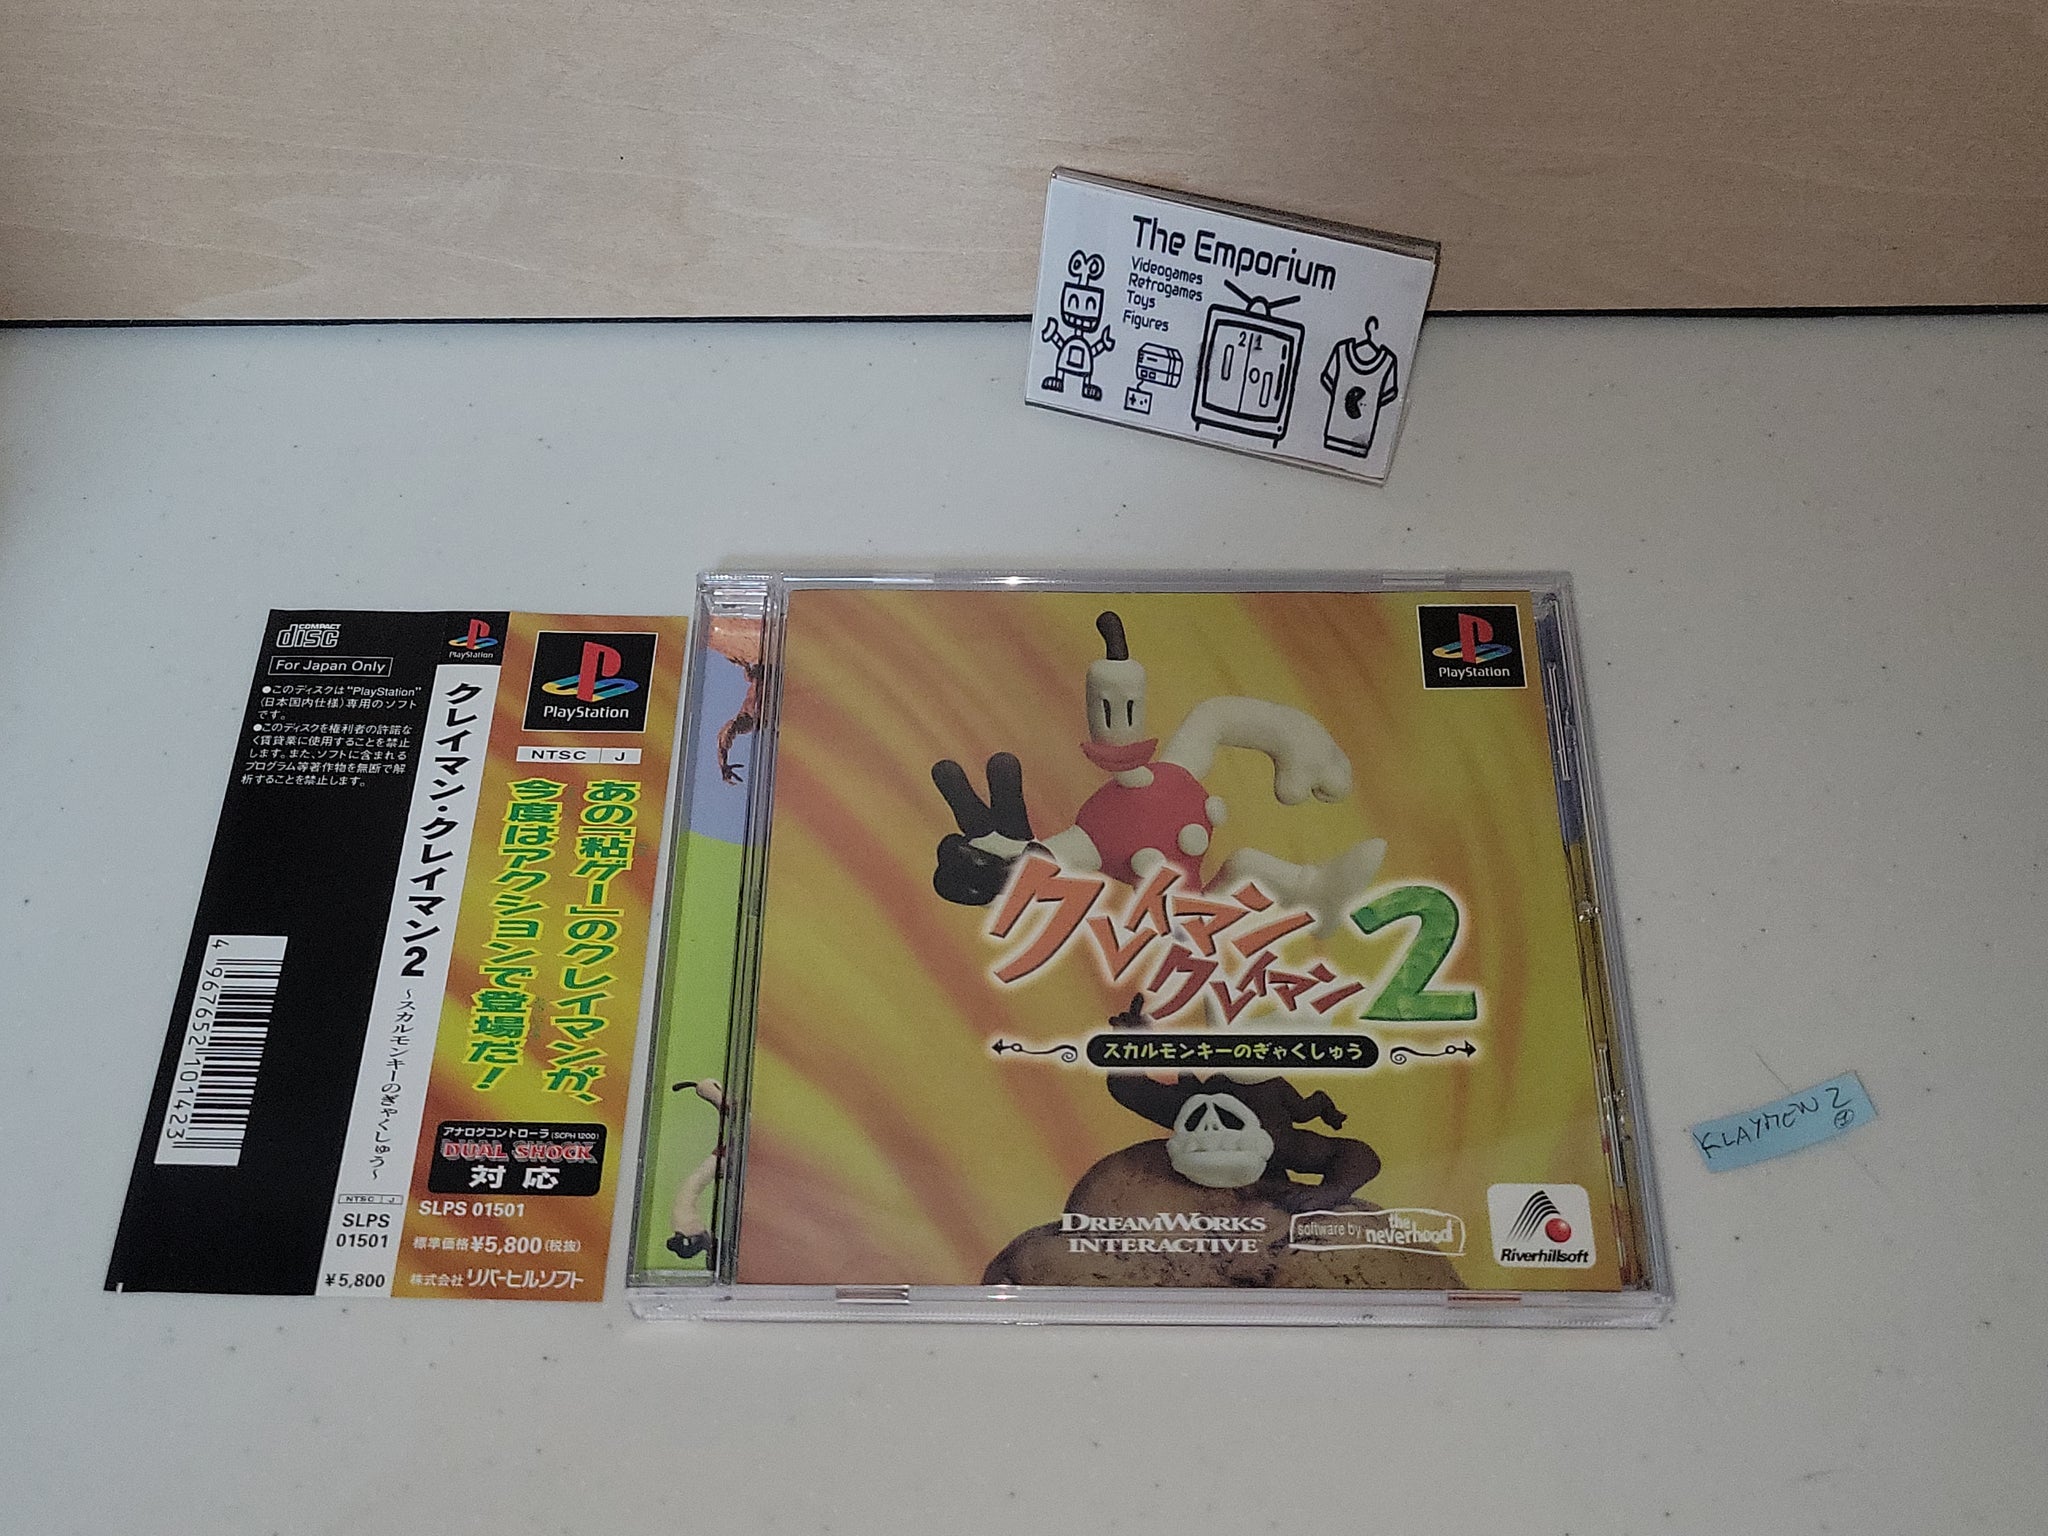 The Emporium
Videogames
Retrogames
Toys
Figures
2 1
COMPACT
disc
For Japan Only
●このディスクは"PlayStation"
(日本国内仕様)専用のソフト
です。
●このディスクを権利者の許諾な
く賃貸業に使用することを禁止
します。また、ソフトに含まれる
プログラム等著作物を無断で解
析することを禁止します。
4 967652 101423
PlayStation
クレイマン・クレイマン2 ～スカルモンキーのぎゃくしゅう～
NTSC J
SLPS
01501
¥5,800
PlayStation
NTSC J
あの「粘ゲー」のクレイマンが、
今度はアクションで登場だ!
アナログコントローラ(SCPH 1200)
DUAL SHOCK
対応
SLPS 01501
標準価格¥5,800(税抜)
株式会社リバーヒルソフト
PlayStation
クレイマン
クレイマン2
スカルモンキーのぎゃくしゅう
DREAMWORKS
INTERACTIVE
software by the neverhood
Riverhillsoft
KLAYMEN 2